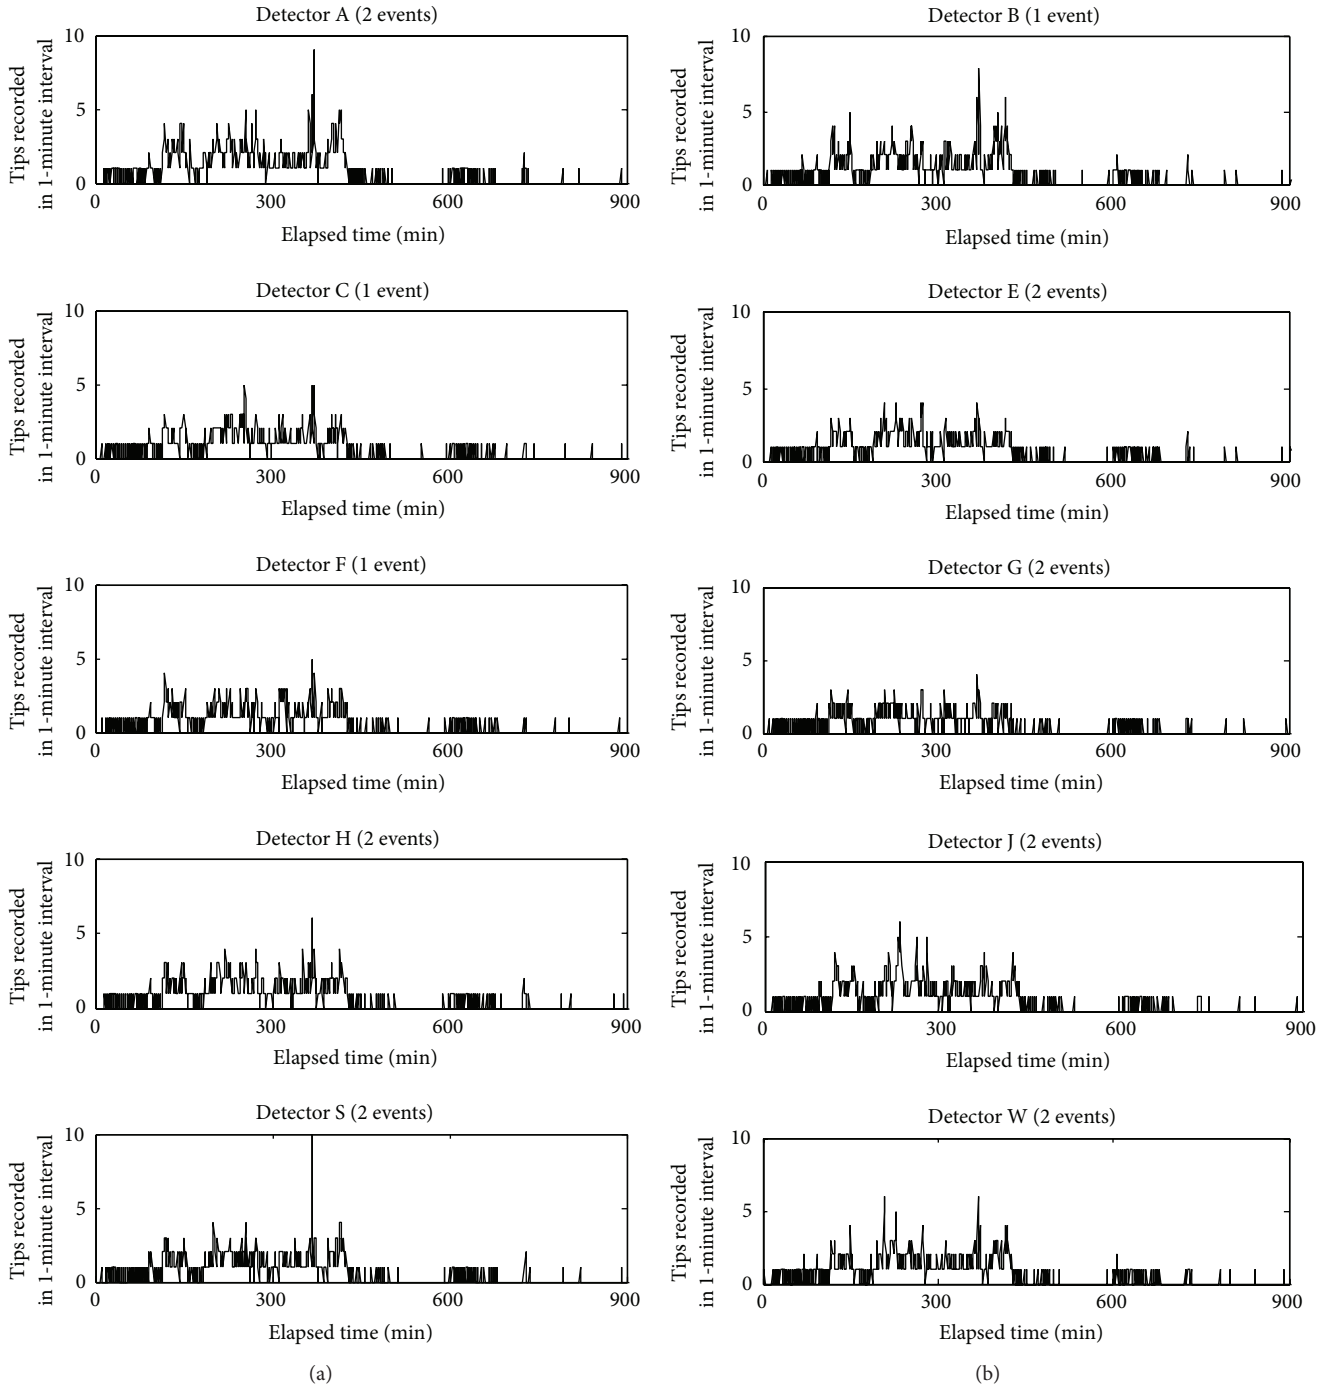 Detector A (2 events)
Tips recorded
in 1-minute interval
10
5
0
0 300 600 900
Elapsed time (min)
Detector B (1 event)
Tips recorded
in 1-minute interval
10
5
0
0 300 600 900
Elapsed time (min)
Detector C (1 event)
Tips recorded
in 1-minute interval
10
5
0
0 300 600 900
Elapsed time (min)
Detector E (2 events)
Tips recorded
in 1-minute interval
10
5
0
0 300 600 900
Elapsed time (min)
Detector F (1 event)
Tips recorded
in 1-minute interval
10
5
0
0 300 600 900
Elapsed time (min)
Detector G (2 events)
Tips recorded
in 1-minute interval
10
5
0
0 300 600 900
Elapsed time (min)
Detector H (2 events)
Tips recorded
in 1-minute interval
10
5
0
0 300 600 900
Elapsed time (min)
Detector J (2 events)
Tips recorded
in 1-minute interval
10
5
0
0 300 600 900
Elapsed time (min)
Detector S (2 events)
Tips recorded
in 1-minute interval
10
5
0
0 300 600 900
Elapsed time (min)
(a)
Detector W (2 events)
Tips recorded
in 1-minute interval
10
5
0
0 300 600 900
Elapsed time (min)
(b)